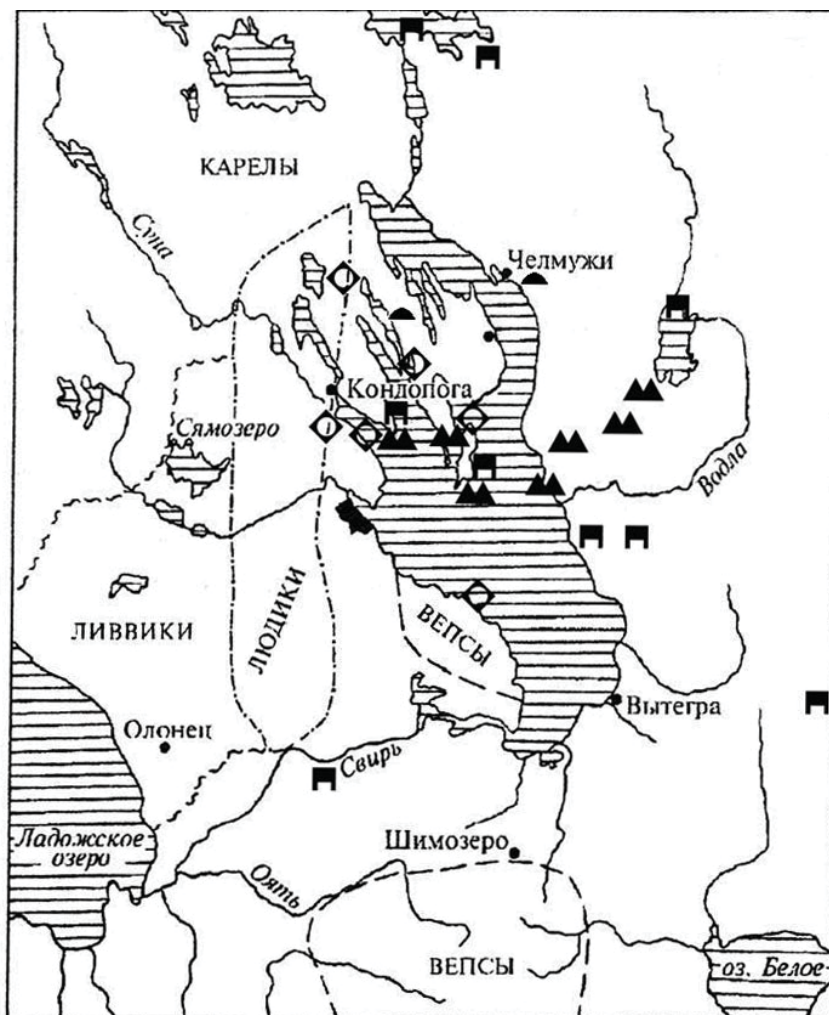 КАРЕЛЫ
Суна
Челмужи
Кондопога
Сямозеро
Водла
ЛЮДИКИ
ВЕПСЫ
ЛИВВИКИ
Вытегра
Олонец
Свирь
Шимозеро
Ладожское
озеро
Оять
ВЕПСЫ
оз. Белое